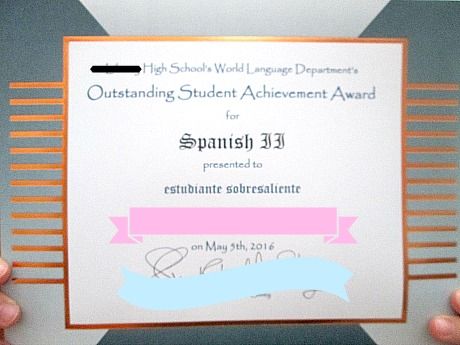 High School's World Language Department's
Outstanding Student Achievement Award
for
Spanish II
presented to
estudiante sobresaliente
on May 5th, 2016